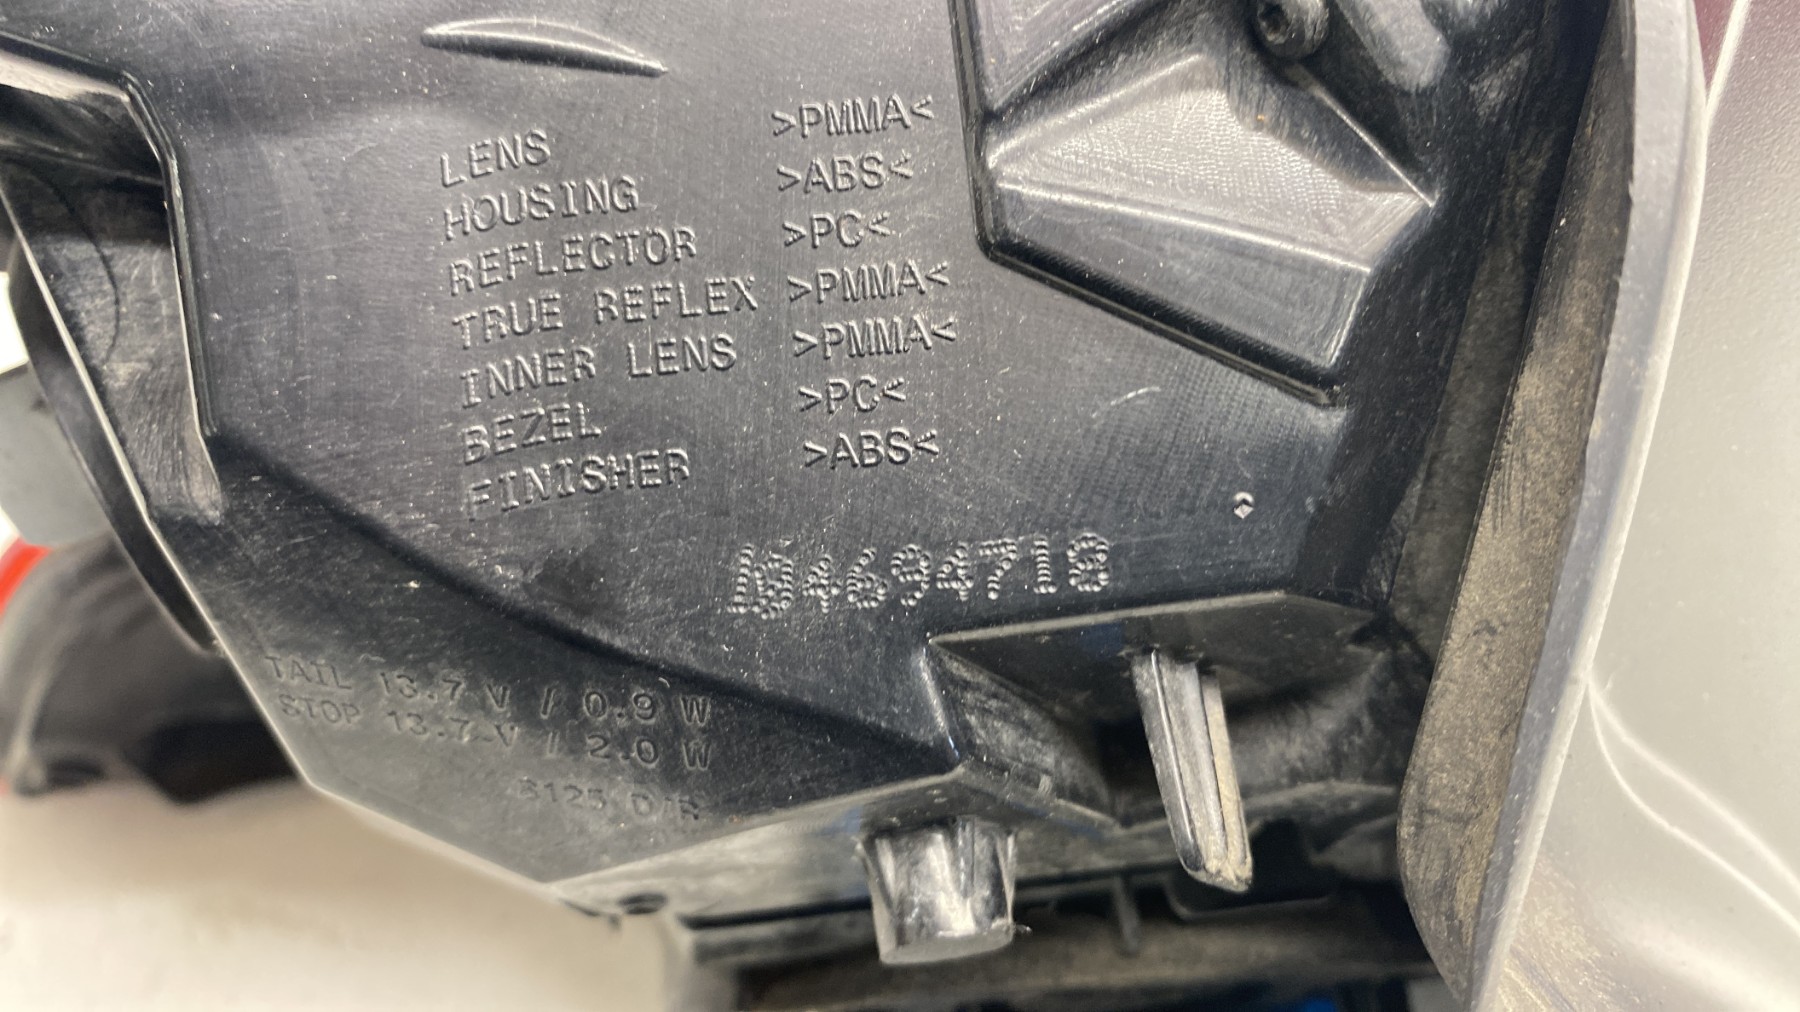 LENS >PMMA<
HOUSING >ABS<
REFLECTOR >PC<
TRUE REFLEX >PMMA<
INNER LENS >PMMA<
BEZEL >PC<
FINISHER >ABS<
TAIL 13.7 V / 0.9 W
STOP 13.7 V / 2.0 W